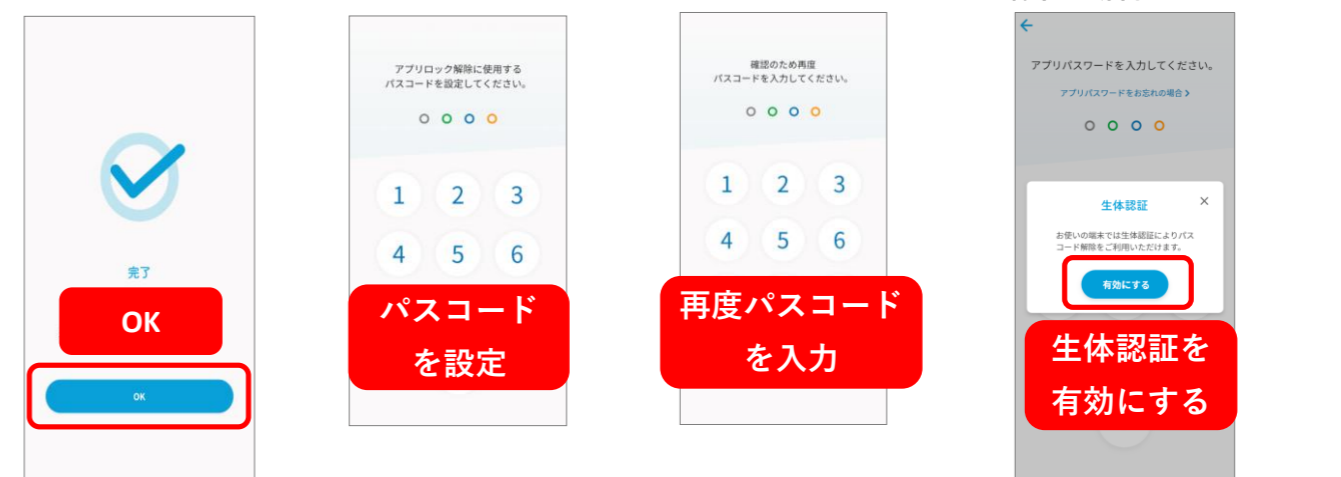 完了
OK
OK
アプリロック解除に使用する
パスコードを設定してください。
1 2 3
4 5 6
パスコード
を設定
確認のため再度
パスコードを入力してください。
1 2 3
4 5 6
再度パスコード
を入力
アプリパスワードを入力してください。
アプリパスワードをお忘れの場合 >
生体認証 ×
お使いの端末では生体認証によりパス
コード解除をご利用いただけます。
有効にする
生体認証を
有効にする